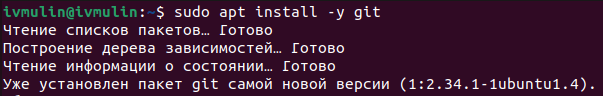 ivmulin@ivmulin:~$ sudo apt install -y git
Чтение списков пакетов… Готово
Построение дерева зависимостей… Готово
Чтение информации о состоянии… Готово
Уже установлен пакет git самой новой версии (1:2.34.1-1ubuntu1.4).